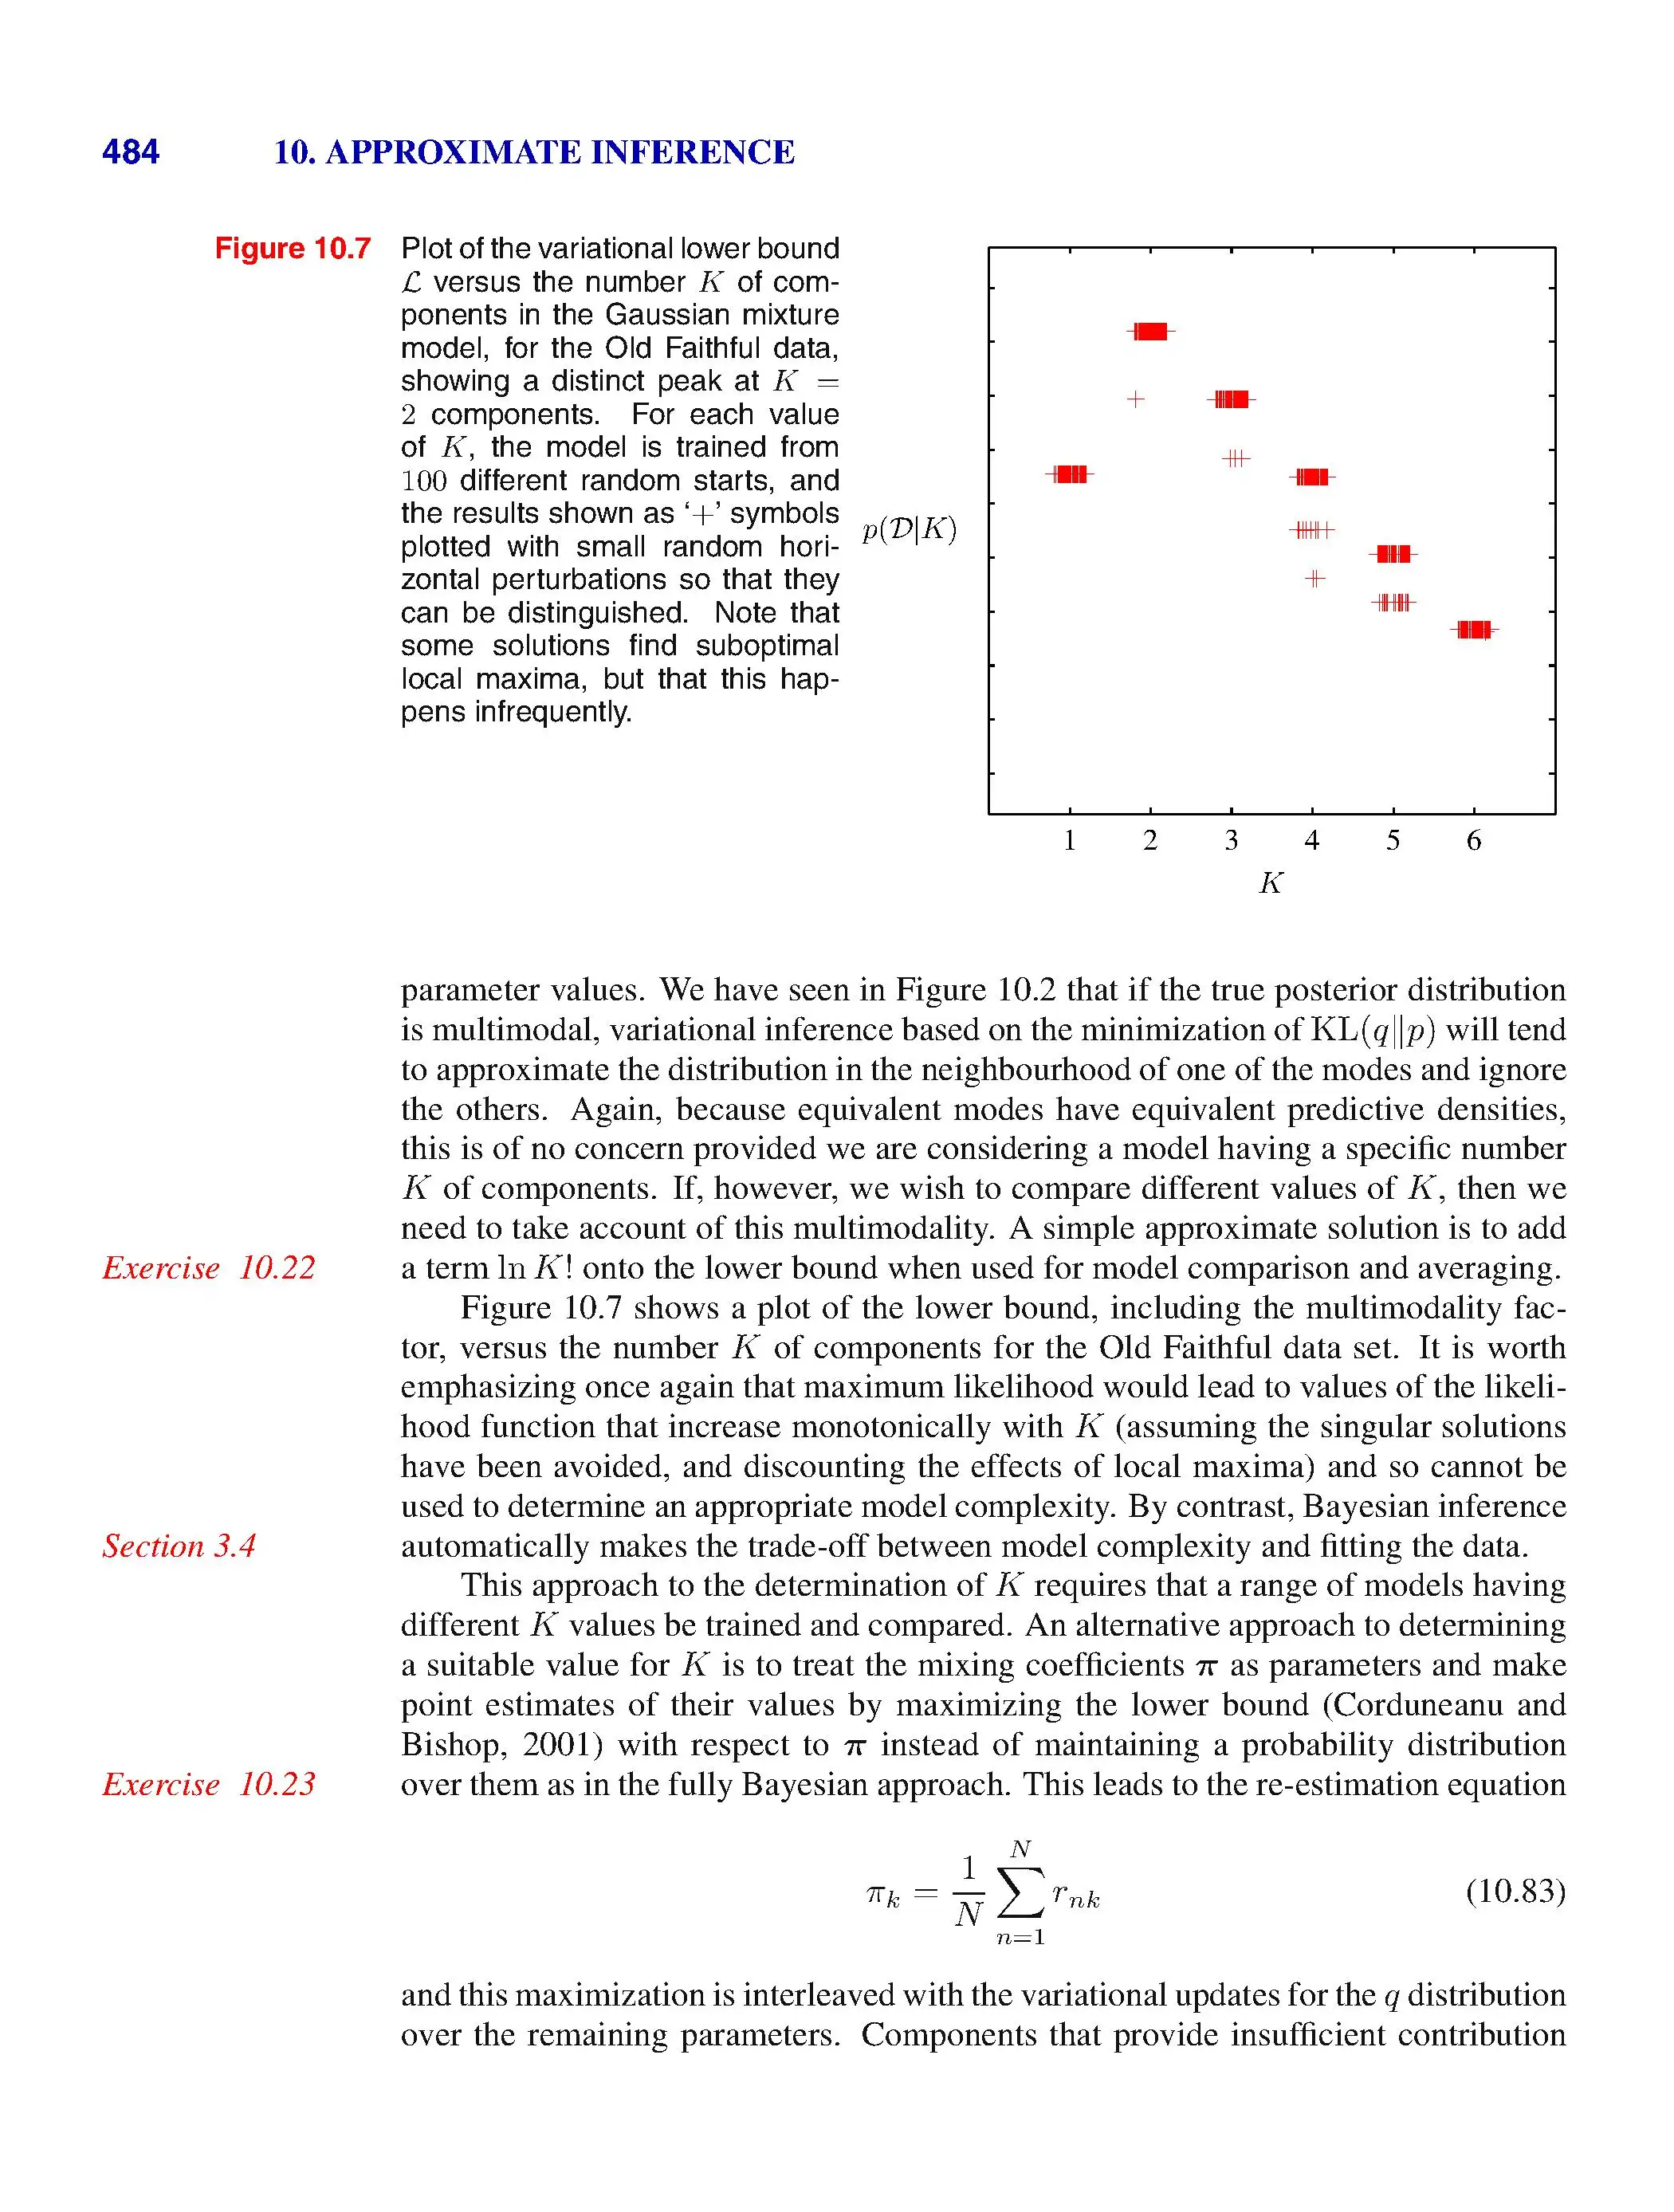 484 10. APPROXIMATE INFERENCE
Figure 10.7 Plot of the variational lower bound
ℒ versus the number K of com-
ponents in the Gaussian mixture
model, for the Old Faithful data,
showing a distinct peak at K =
2 components. For each value
of K, the model is trained from
100 different random starts, and
the results shown as ‘+’ symbols
plotted with small random hori-
zontal perturbations so that they
can be distinguished. Note that
some solutions find suboptimal
local maxima, but that this hap-
pens infrequently.
p(𝒟|K)
1 2 3 4 5 6
K
parameter values. We have seen in Figure 10.2 that if the true posterior distribution
is multimodal, variational inference based on the minimization of KL(q‖p) will tend
to approximate the distribution in the neighbourhood of one of the modes and ignore
the others. Again, because equivalent modes have equivalent predictive densities,
this is of no concern provided we are considering a model having a specific number
K of components. If, however, we wish to compare different values of K, then we
need to take account of this multimodality. A simple approximate solution is to add
Exercise 10.22 a term ln K! onto the lower bound when used for model comparison and averaging.
Figure 10.7 shows a plot of the lower bound, including the multimodality fac-
tor, versus the number K of components for the Old Faithful data set. It is worth
emphasizing once again that maximum likelihood would lead to values of the likeli-
hood function that increase monotonically with K (assuming the singular solutions
have been avoided, and discounting the effects of local maxima) and so cannot be
used to determine an appropriate model complexity. By contrast, Bayesian inference
Section 3.4 automatically makes the trade-off between model complexity and fitting the data.
This approach to the determination of K requires that a range of models having
different K values be trained and compared. An alternative approach to determining
a suitable value for K is to treat the mixing coefficients π as parameters and make
point estimates of their values by maximizing the lower bound (Corduneanu and
Bishop, 2001) with respect to π instead of maintaining a probability distribution
Exercise 10.23 over them as in the fully Bayesian approach. This leads to the re-estimation equation
π_k = \frac{1}{N} \sum_{n=1}^{N} r_{nk} (10.83)
and this maximization is interleaved with the variational updates for the q distribution
over the remaining parameters. Components that provide insufficient contribution